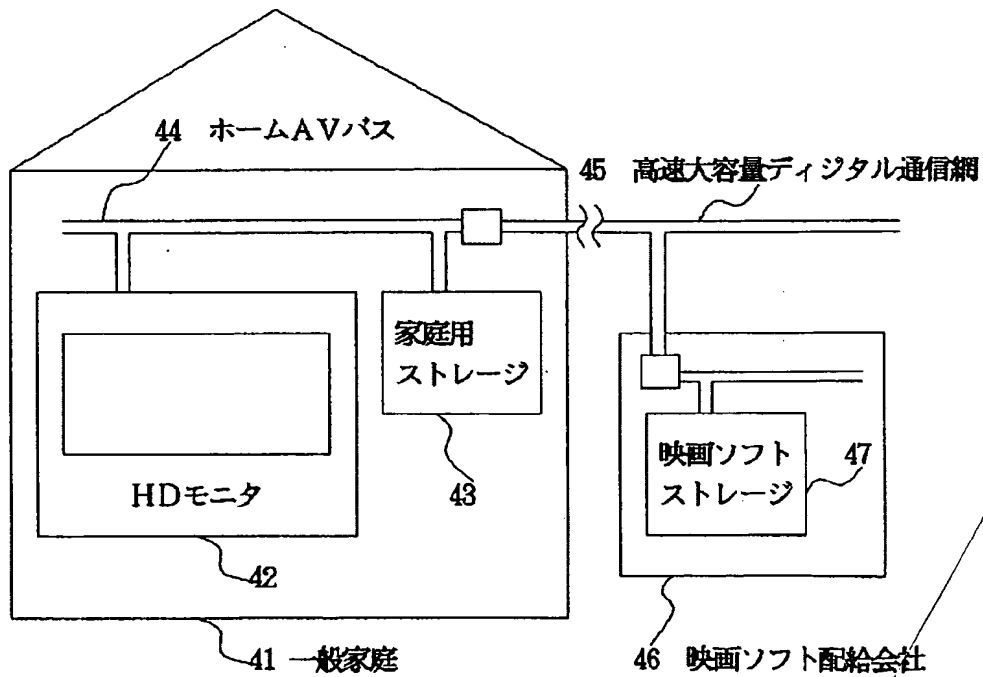 44 ホームAVバス
45 高速大容量ディジタル通信網
家庭用
ストレージ
HDモニタ
43
42
映画ソフト
ストレージ
47
41 一般家庭
46 映画ソフト配給会社